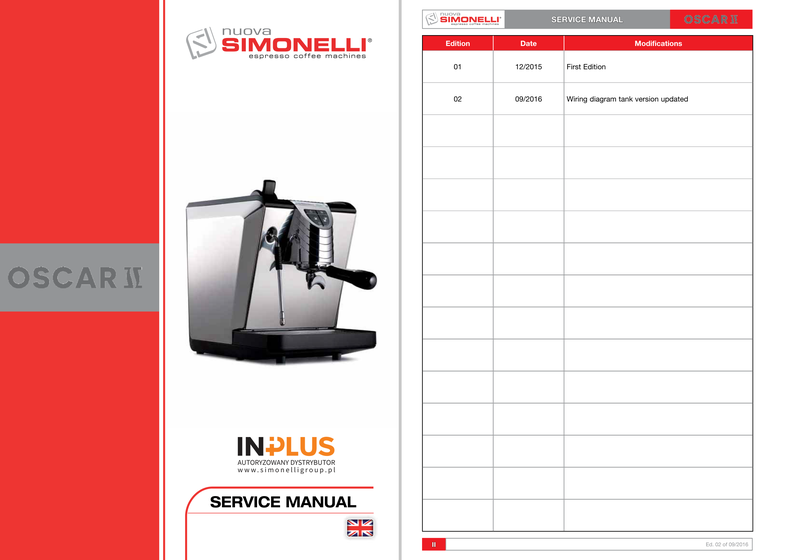 OSCAR II
nuova
SIMONELLI®
espresso coffee machines
INPLUS
AUTORYZOWANY DYSTRYBUTOR
www.simonelligroup.pl
SERVICE MANUAL
nuova
SIMONELLI®
espresso coffee machines
SERVICE MANUAL
OSCAR II
Edition Date Modifications
01 12/2015 First Edition
02 09/2016 Wiring diagram tank version updated
II
Ed. 02 of 09/2016